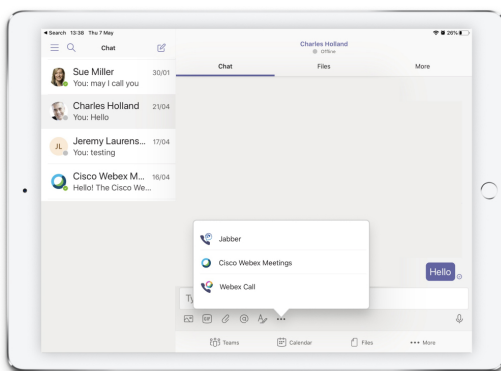 Search 13:38 Thu 7 May
26%
Chat
Charles Holland
Offline
Chat Files More
Sue Miller 30/01
You: may I call you
Charles Holland 21/04
You: Hello
JL
Jeremy Laurens... 17/04
You: testing
Cisco Webex M... 16/04
Hello! The Cisco We...
Jabber
Cisco Webex Meetings
Webex Call
Hello
Ty
GIF
Teams Calendar Files More